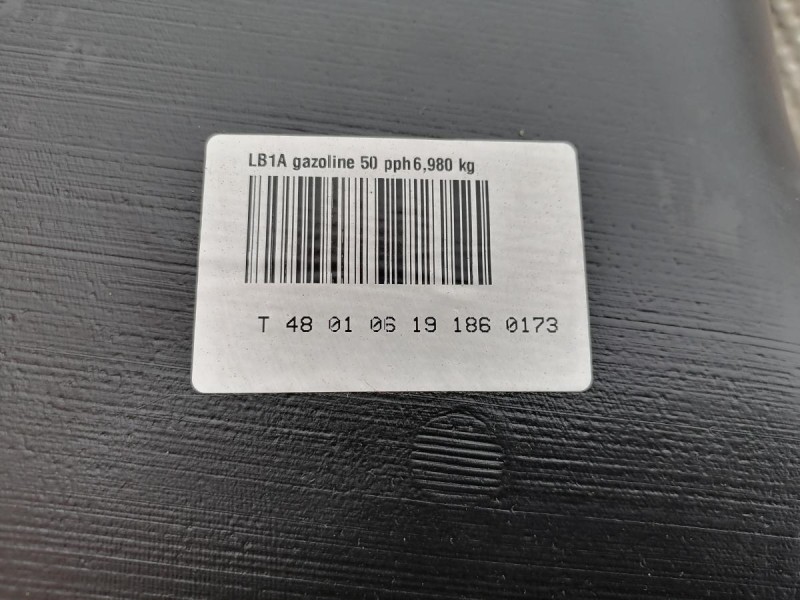 LB1A gazoline 50 pph6,980 kg
T 48 01 06 19 186 0173